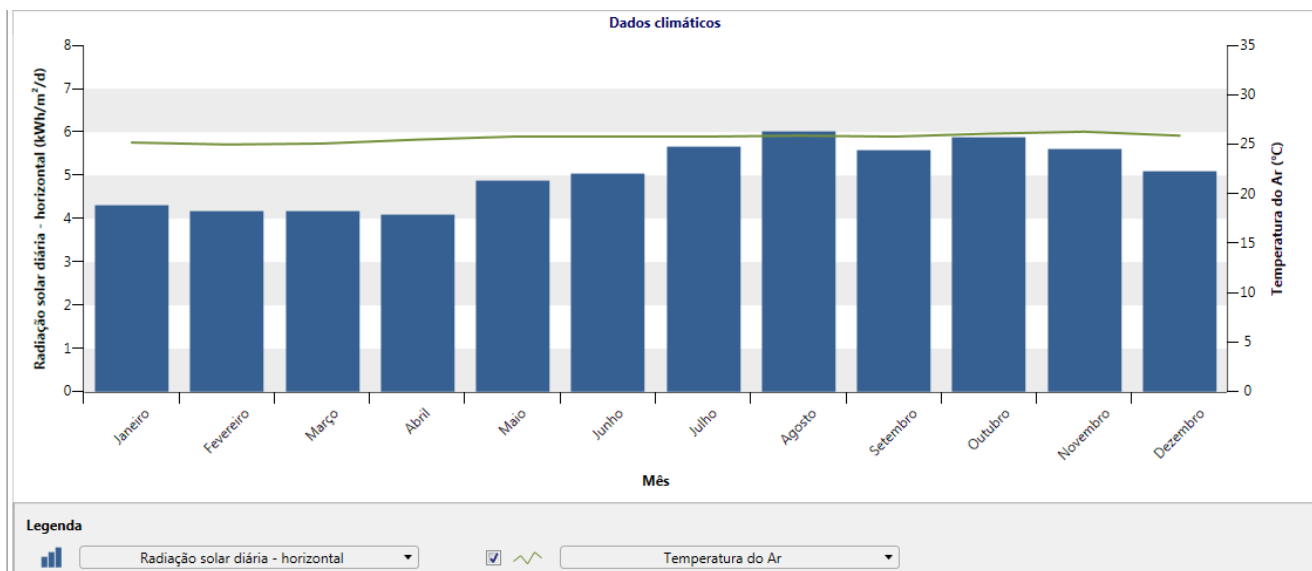 Dados climáticos
Radiação solar diária - horizontal (kWh/m²/d)
8
7
6
5
4
3
2
1
0
35
30
25
20
15
10
5
0
Temperatura do Ar (°C)
Janeiro
Fevereiro
Março
Abril
Maio
Junho
Julho
Agosto
Setembro
Outubro
Novembro
Dezembro
Mês
Legenda
Radiação solar diária - horizontal
Temperatura do Ar